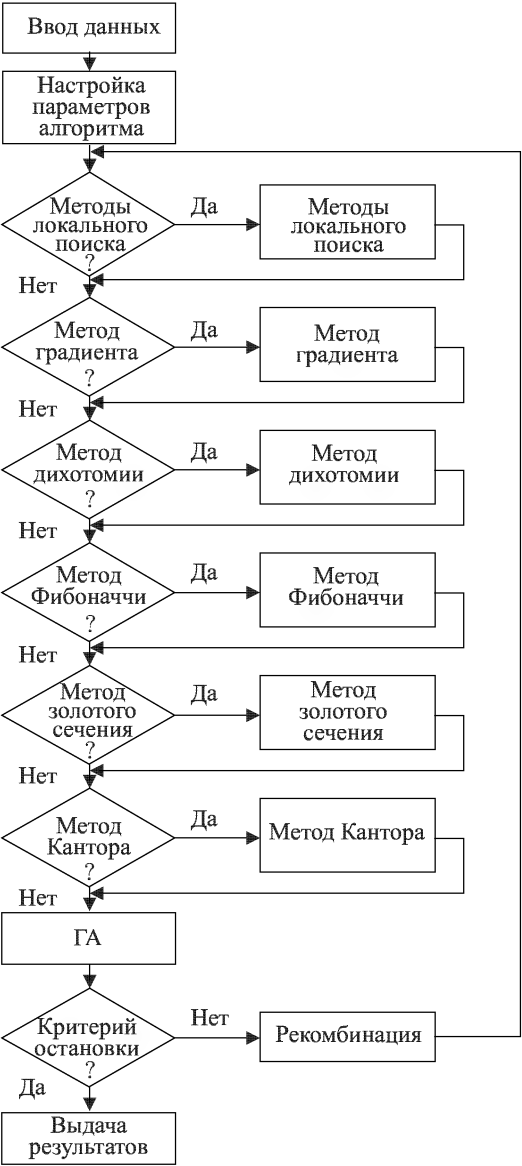 Ввод данных
Настройка
параметров
алгоритма
Методы
локального
поиска
?
Да
Методы
локального
поиска
Нет
Метод
градиента
?
Да
Метод
градиента
Нет
Метод
дихотомии
?
Да
Метод
дихотомии
Нет
Метод
Фибоначчи
?
Да
Метод
Фибоначчи
Нет
Метод
золотого
сечения
?
Да
Метод
золотого
сечения
Нет
Метод
Кантора
?
Да
Метод Кантора
Нет
ГА
Критерий
остановки
?
Нет
Рекомбинация
Да
Выдача
результатов